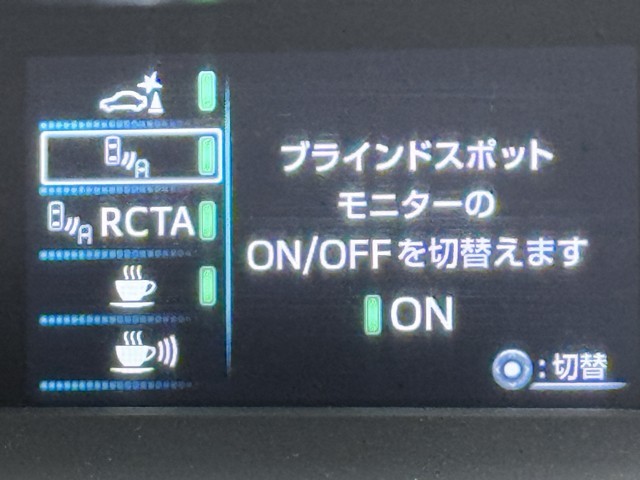 RCTA
ブラインドスポット
モニターの
ON/OFFを切替えます
ON
:切替